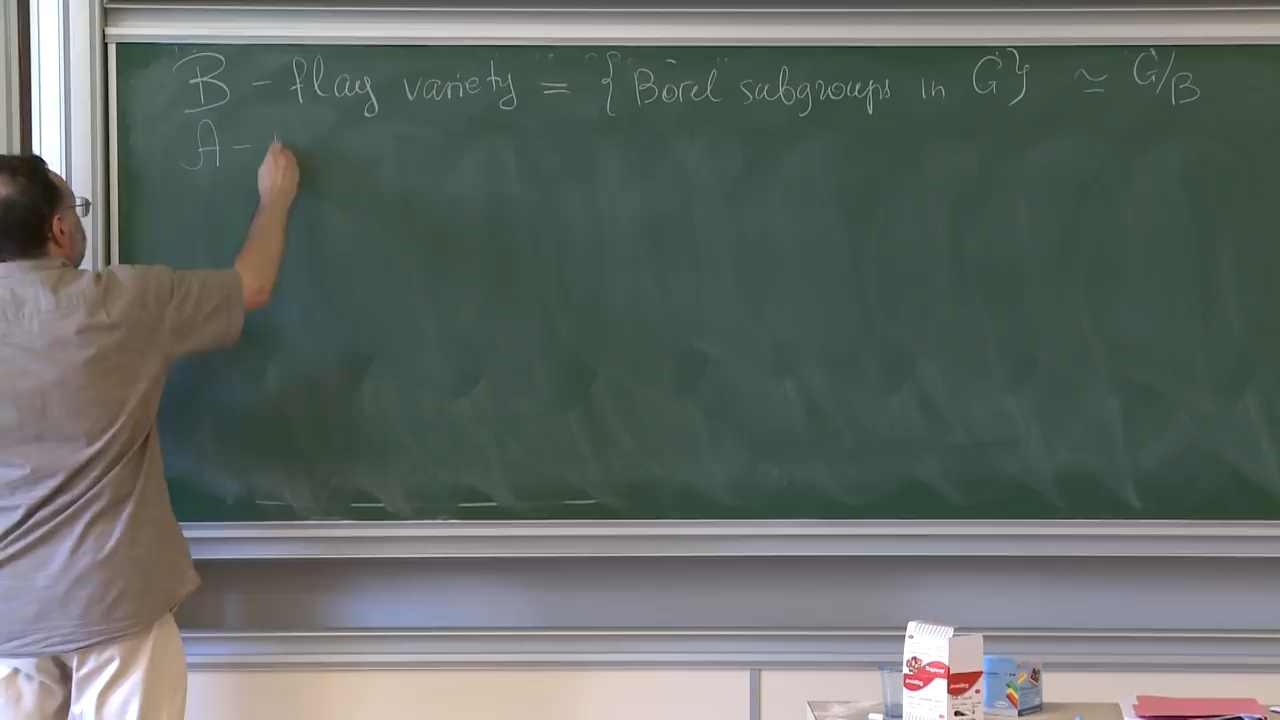 B - flag variety = {Borel subgroups in G} ≃ G/B
A -